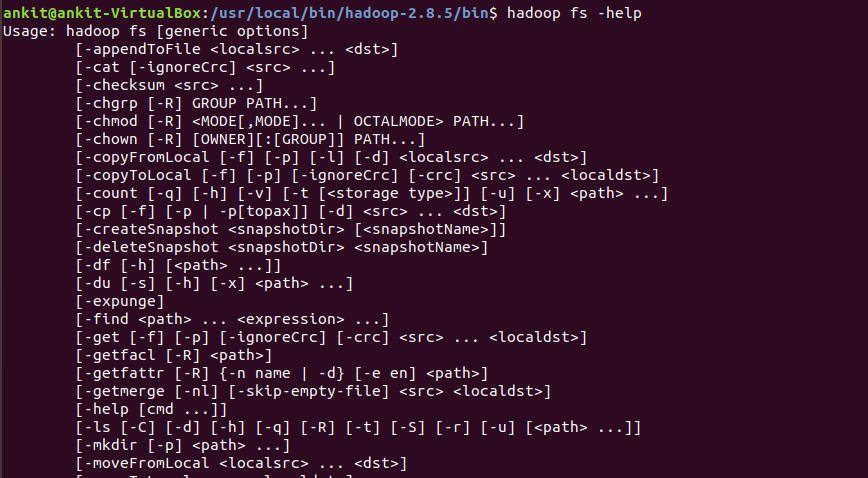 ankit@ankit-VirtualBox:/usr/local/bin/hadoop-2.8.5/bin$ hadoop fs -help
Usage: hadoop fs [generic options]
[-appendToFile <localsrc> ... <dst>]
[-cat [-ignoreCrc] <src> ...]
[-checksum <src> ...]
[-chgrp [-R] GROUP PATH...]
[-chmod [-R] <MODE[,MODE]... | OCTALMODE> PATH...]
[-chown [-R] [OWNER][:[GROUP]] PATH...]
[-copyFromLocal [-f] [-p] [-l] [-d] <localsrc> ... <dst>]
[-copyToLocal [-f] [-p] [-ignoreCrc] [-crc] <src> ... <localdst>]
[-count [-q] [-h] [-v] [-t [<storage type>]] [-u] [-x] <path> ...]
[-cp [-f] [-p | -p[topax]] [-d] <src> ... <dst>]
[-createSnapshot <snapshotDir> [<snapshotName>]]
[-deleteSnapshot <snapshotDir> <snapshotName>]
[-df [-h] [<path> ...]]
[-du [-s] [-h] [-x] <path> ...]
[-expunge]
[-find <path> ... <expression> ...]
[-get [-f] [-p] [-ignoreCrc] [-crc] <src> ... <localdst>]
[-getfacl [-R] <path>]
[-getfattr [-R] {-n name | -d} [-e en] <path>]
[-getmerge [-nl] [-skip-empty-file] <src> <localdst>]
[-help [cmd ...]]
[-ls [-C] [-d] [-h] [-q] [-R] [-t] [-S] [-r] [-u] [<path> ...]]
[-mkdir [-p] <path> ...]
[-moveFromLocal <localsrc> ... <dst>]